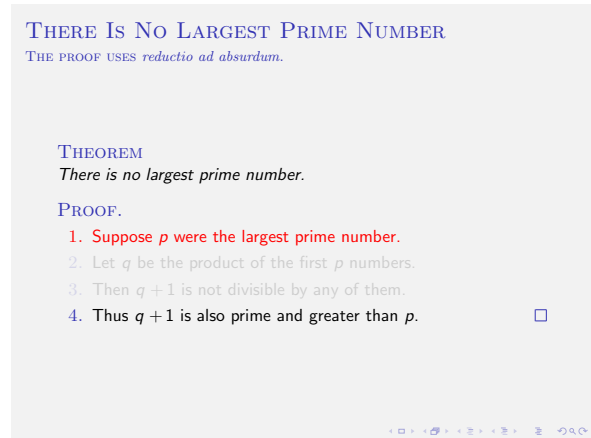 There Is No Largest Prime Number
The proof uses reductio ad absurdum.
Theorem
There is no largest prime number.
Proof.
1. Suppose p were the largest prime number.
2. Let q be the product of the first p numbers.
3. Then q + 1 is not divisible by any of them.
4. Thus q + 1 is also prime and greater than p. □